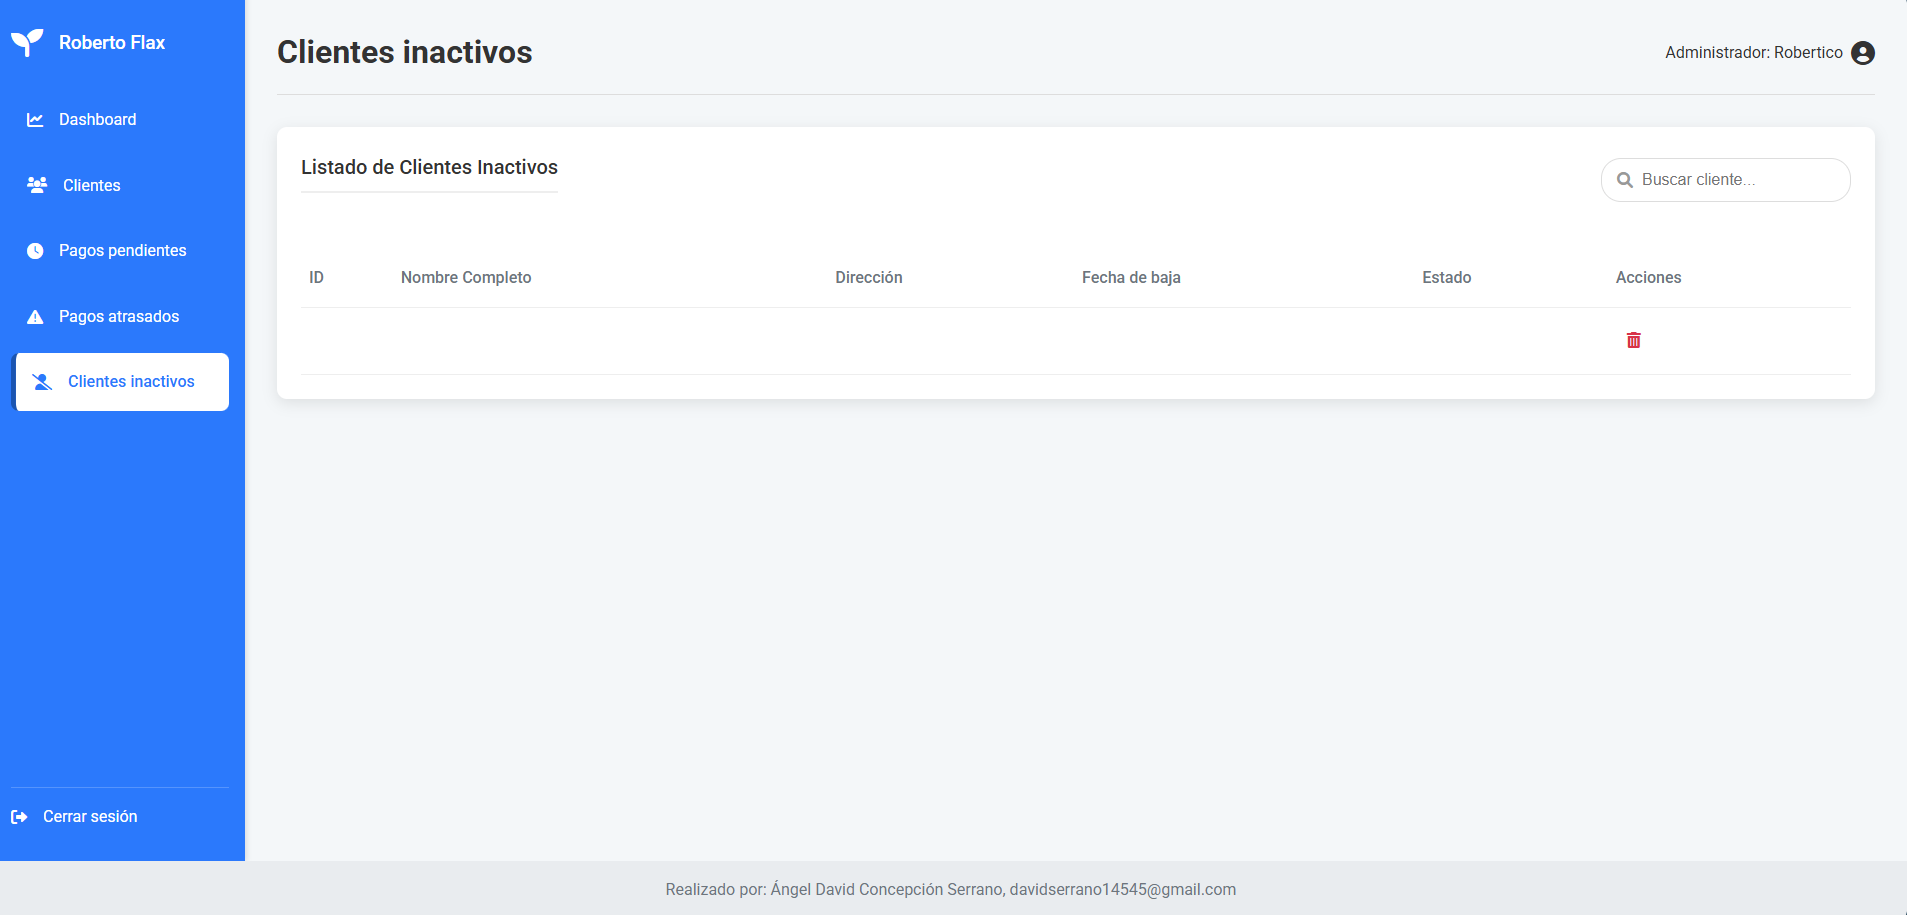 Roberto Flax
Dashboard
Clientes
Pagos pendientes
Pagos atrasados
Clientes inactivos
Cerrar sesión
Clientes inactivos
Administrador: Robertico
Listado de Clientes Inactivos
Buscar cliente...
ID Nombre Completo Dirección Fecha de baja Estado Acciones
Realizado por: Ángel David Concepción Serrano, davidserrano14545@gmail.com